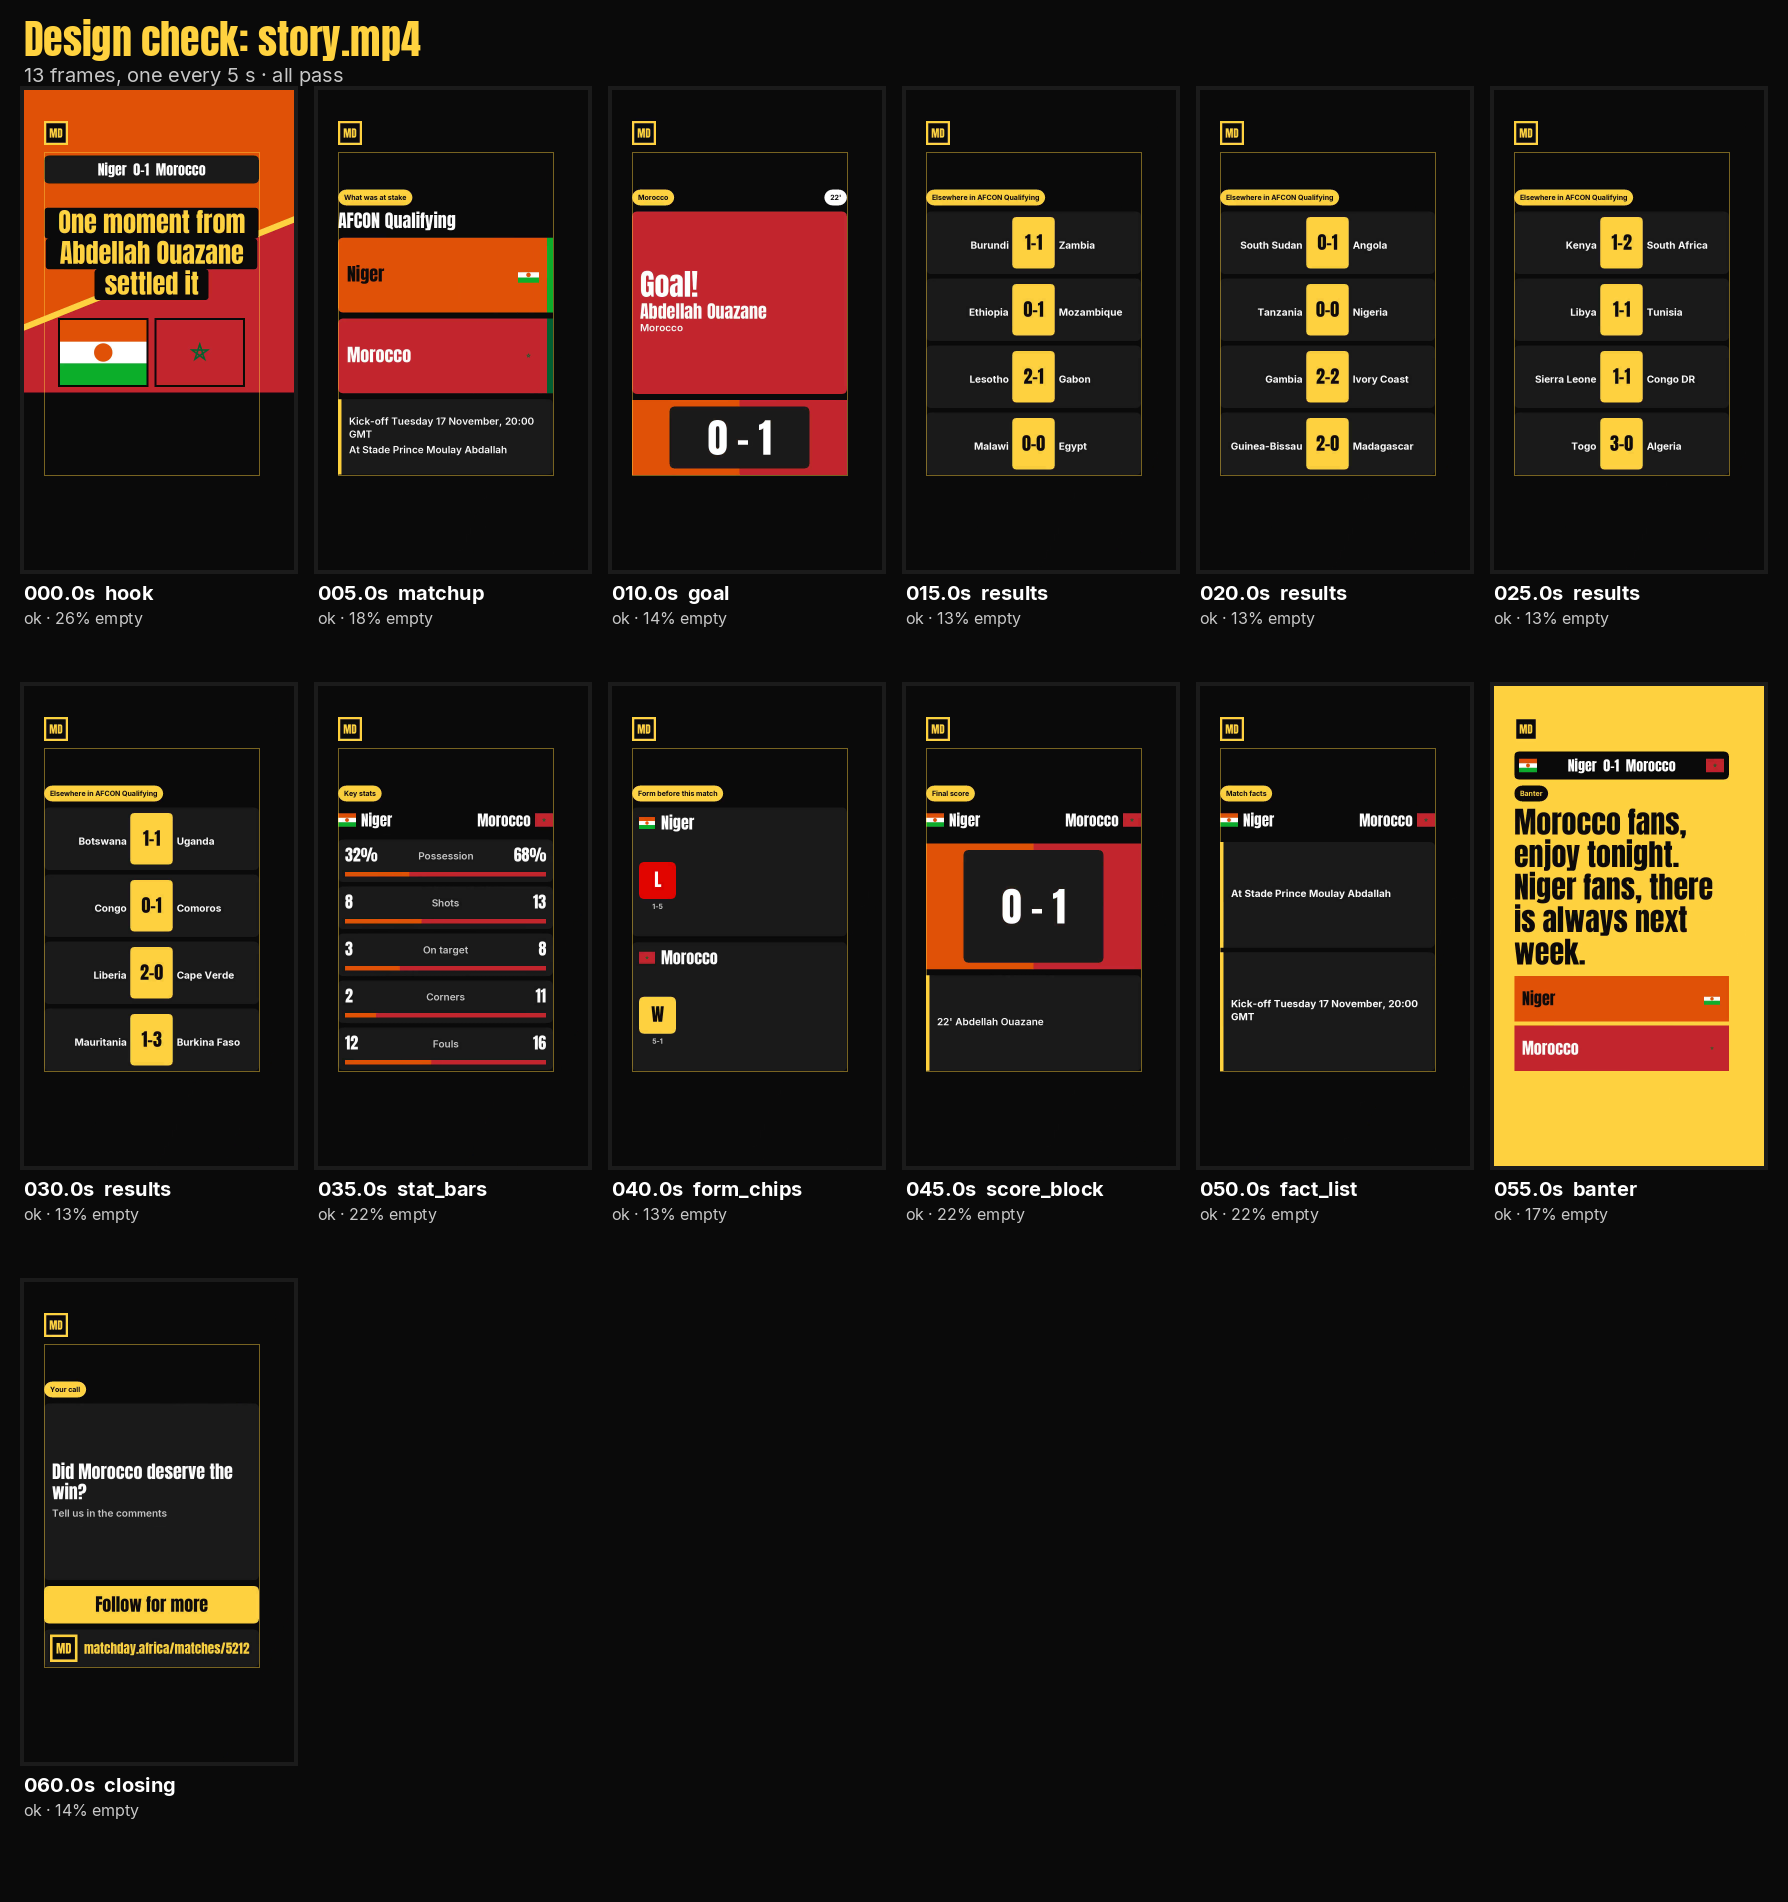 Design check: story.mp4
13 frames, one every 5 s · all pass
MD
Niger 0-1 Morocco
One moment from
Abdellah Ouazane
settled it
000.0s hook
ok · 26% empty
MD
What was at stake
AFCON Qualifying
Niger
Morocco
Kick-off Tuesday 17 November, 20:00
GMT
At Stade Prince Moulay Abdallah
005.0s matchup
ok · 18% empty
MD
Morocco
22'
Goal!
Abdellah Ouazane
Morocco
0 - 1
010.0s goal
ok · 14% empty
MD
Elsewhere in AFCON Qualifying
Burundi 1-1 Zambia
Ethiopia 0-1 Mozambique
Lesotho 2-1 Gabon
Malawi 0-0 Egypt
015.0s results
ok · 13% empty
MD
Elsewhere in AFCON Qualifying
South Sudan 0-1 Angola
Tanzania 0-0 Nigeria
Gambia 2-2 Ivory Coast
Guinea-Bissau 2-0 Madagascar
020.0s results
ok · 13% empty
MD
Elsewhere in AFCON Qualifying
Kenya 1-2 South Africa
Libya 1-1 Tunisia
Sierra Leone 1-1 Congo DR
Togo 3-0 Algeria
025.0s results
ok · 13% empty
MD
Elsewhere in AFCON Qualifying
Botswana 1-1 Uganda
Congo 0-1 Comoros
Liberia 2-0 Cape Verde
Mauritania 1-3 Burkina Faso
030.0s results
ok · 13% empty
MD
Key stats
Niger Morocco
32% Possession 68%
8 Shots 13
3 On target 8
2 Corners 11
12 Fouls 16
035.0s stat_bars
ok · 22% empty
MD
Form before this match
Niger
L
1-5
Morocco
W
5-1
040.0s form_chips
ok · 13% empty
MD
Final score
Niger Morocco
0 - 1
22' Abdellah Ouazane
045.0s score_block
ok · 22% empty
MD
Match facts
Niger Morocco
At Stade Prince Moulay Abdallah
Kick-off Tuesday 17 November, 20:00
GMT
050.0s fact_list
ok · 22% empty
MD
Niger 0-1 Morocco
Banter
Morocco fans,
enjoy tonight.
Niger fans, there
is always next
week.
Niger
Morocco
055.0s banter
ok · 17% empty
MD
Your call
Did Morocco deserve the
win?
Tell us in the comments
Follow for more
MD matchday.africa/matches/5212
060.0s closing
ok · 14% empty